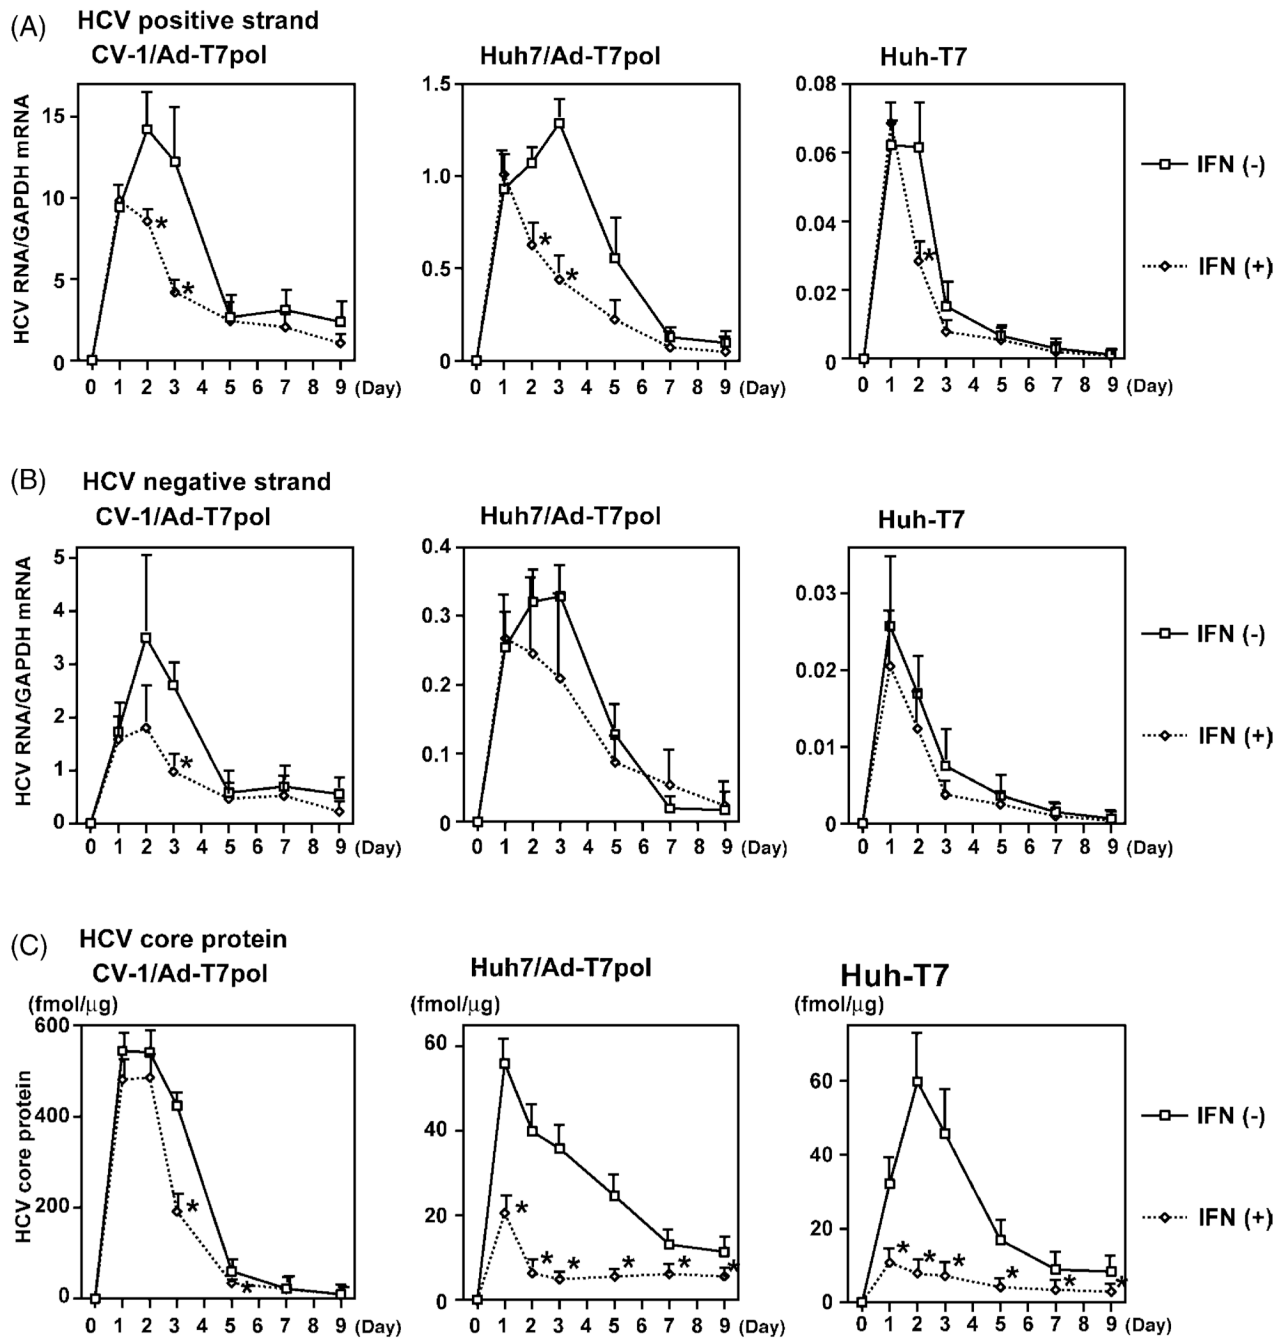 (A) HCV positive strand
CV-1/Ad-T7pol Huh7/Ad-T7pol Huh-T7
HCV RNA/GAPDH mRNA
15
10
5
0
0 1 2 3 4 5 6 7 8 9 (Day)
1.5
1.0
0.5
0
0 1 2 3 4 5 6 7 8 9 (Day)
0.08
0.06
0.04
0.02
0
0 1 2 3 4 5 6 7 8 9 (Day)
IFN (-)
IFN (+)
(B) HCV negative strand
CV-1/Ad-T7pol Huh7/Ad-T7pol Huh-T7
HCV RNA/GAPDH mRNA
5
4
3
2
1
0
0 1 2 3 4 5 6 7 8 9 (Day)
0.4
0.3
0.2
0.1
0
0 1 2 3 4 5 6 7 8 9 (Day)
0.03
0.02
0.01
0
0 1 2 3 4 5 6 7 8 9 (Day)
IFN (-)
IFN (+)
(C) HCV core protein
CV-1/Ad-T7pol Huh7/Ad-T7pol Huh-T7
HCV core protein
(fmol/μg)
600
400
200
0
0 1 2 3 4 5 6 7 8 9 (Day)
(fmol/μg)
60
40
20
0
0 1 2 3 4 5 6 7 8 9 (Day)
(fmol/μg)
60
40
20
0
0 1 2 3 4 5 6 7 8 9 (Day)
IFN (-)
IFN (+)